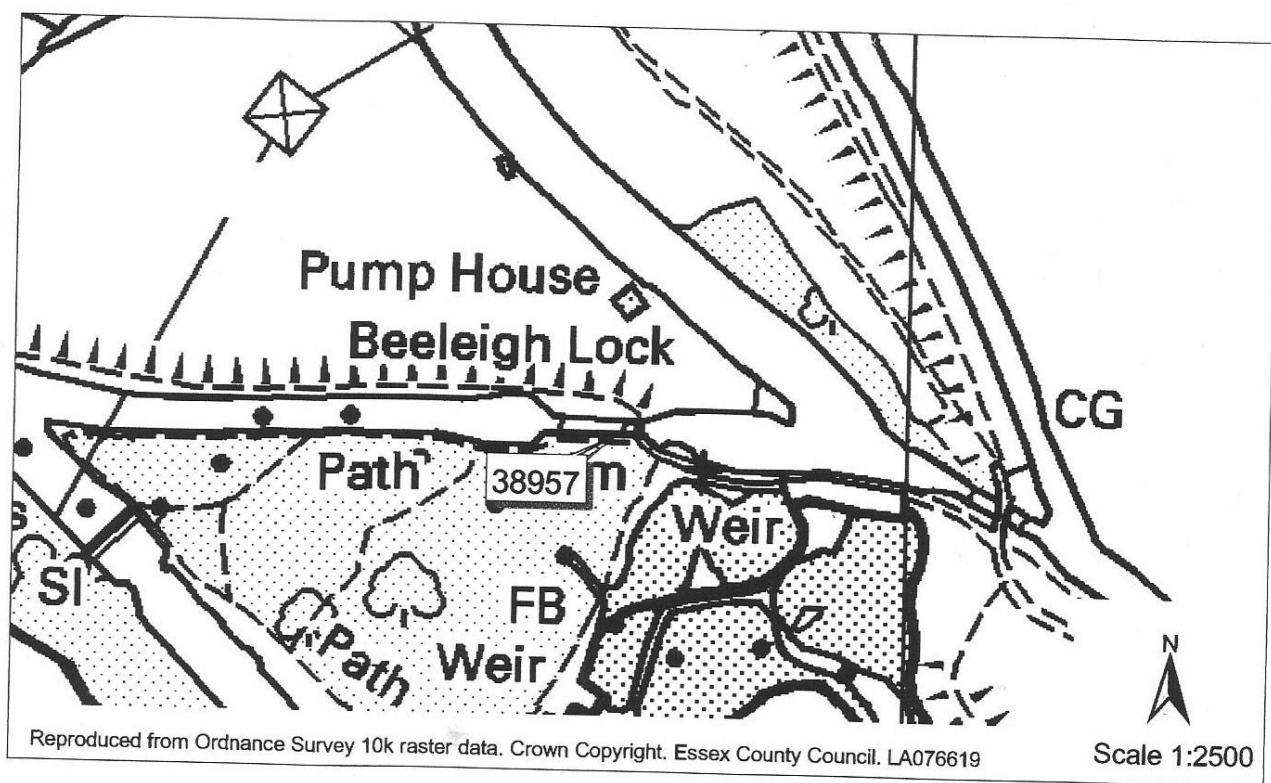 Pump House
Beeleigh Lock
CG
Path
38957
m
Weir
s
Sl
FB
Path
Weir
N
Reproduced from Ordnance Survey 10k raster data. Crown Copyright. Essex County Council. LA076619
Scale 1:2500